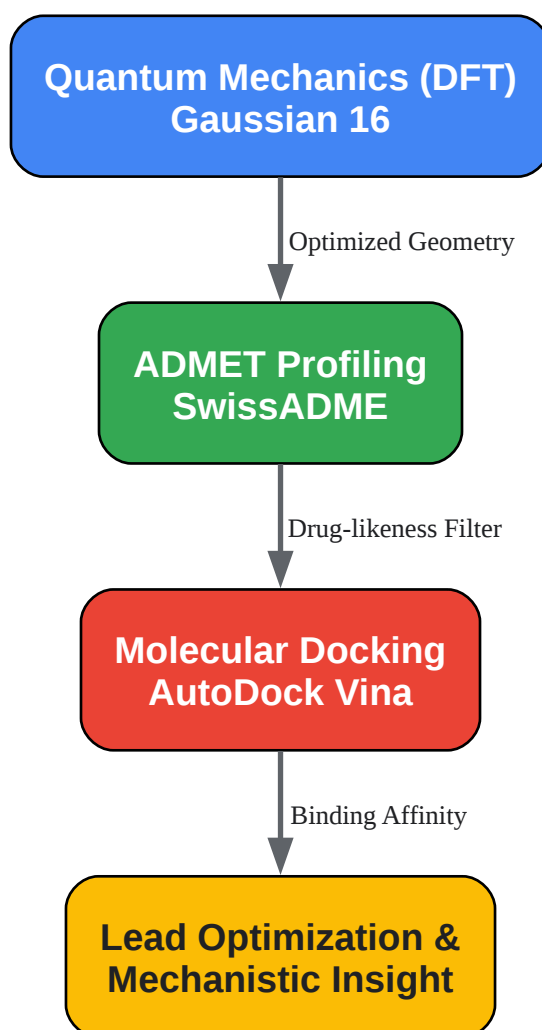 Quantum Mechanics (DFT)
Gaussian 16
Optimized Geometry
ADMET Profiling
SwissADME
Drug-likeness Filter
Molecular Docking
AutoDock Vina
Binding Affinity
Lead Optimization &
Mechanistic Insight